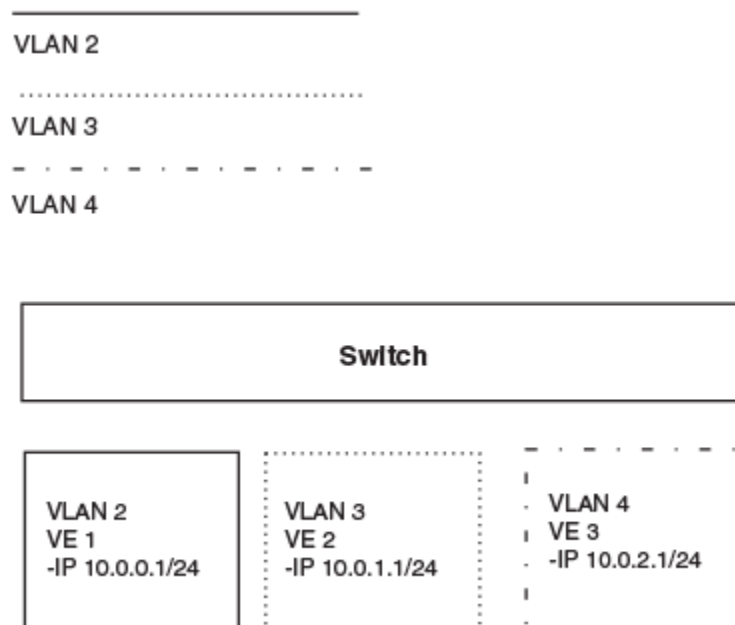 VLAN 2
VLAN 3
VLAN 4
Switch
VLAN 2
VE 1
-IP 10.0.0.1/24
VLAN 3
VE 2
-IP 10.0.1.1/24
VLAN 4
VE 3
-IP 10.0.2.1/24